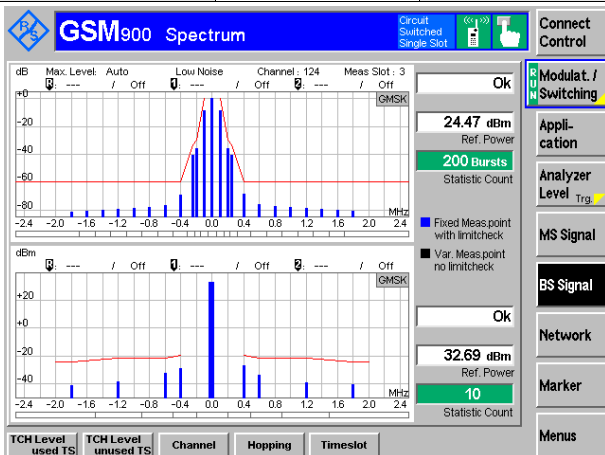 R S
GSM900 Spectrum
Circuit
Switched
Single Slot
Connect
Control
dB Max. Level: Auto Low Noise Channel : 124 Meas Slot : 3
R: --- / Off 1: --- / Off 2: --- / Off
GMSK
+0
-20
-40
-60
-80
MHz
-2.4 -2.0 -1.6 -1.2 -0.8 -0.4 0.0 0.4 0.8 1.2 1.6 2.0 2.4
Ok
24.47 dBm
Ref. Power
200 Bursts
Statistic Count
Fixed Meas.point
with limitcheck
Var. Meas.point
no limitcheck
dBm
R: --- / Off 1: --- / Off 2: --- / Off
GMSK
+20
+0
-20
-40
MHz
-2.4 -2.0 -1.6 -1.2 -0.8 -0.4 0.0 0.4 0.8 1.2 1.6 2.0 2.4
Ok
32.69 dBm
Ref. Power
10
Statistic Count
RUN
Modulat. /
Switching
Appli-
cation
Analyzer
Level Trg.
MS Signal
BS Signal
Network
Marker
Menus
TCH Level
used TS
TCH Level
unused TS
Channel
Hopping
Timeslot